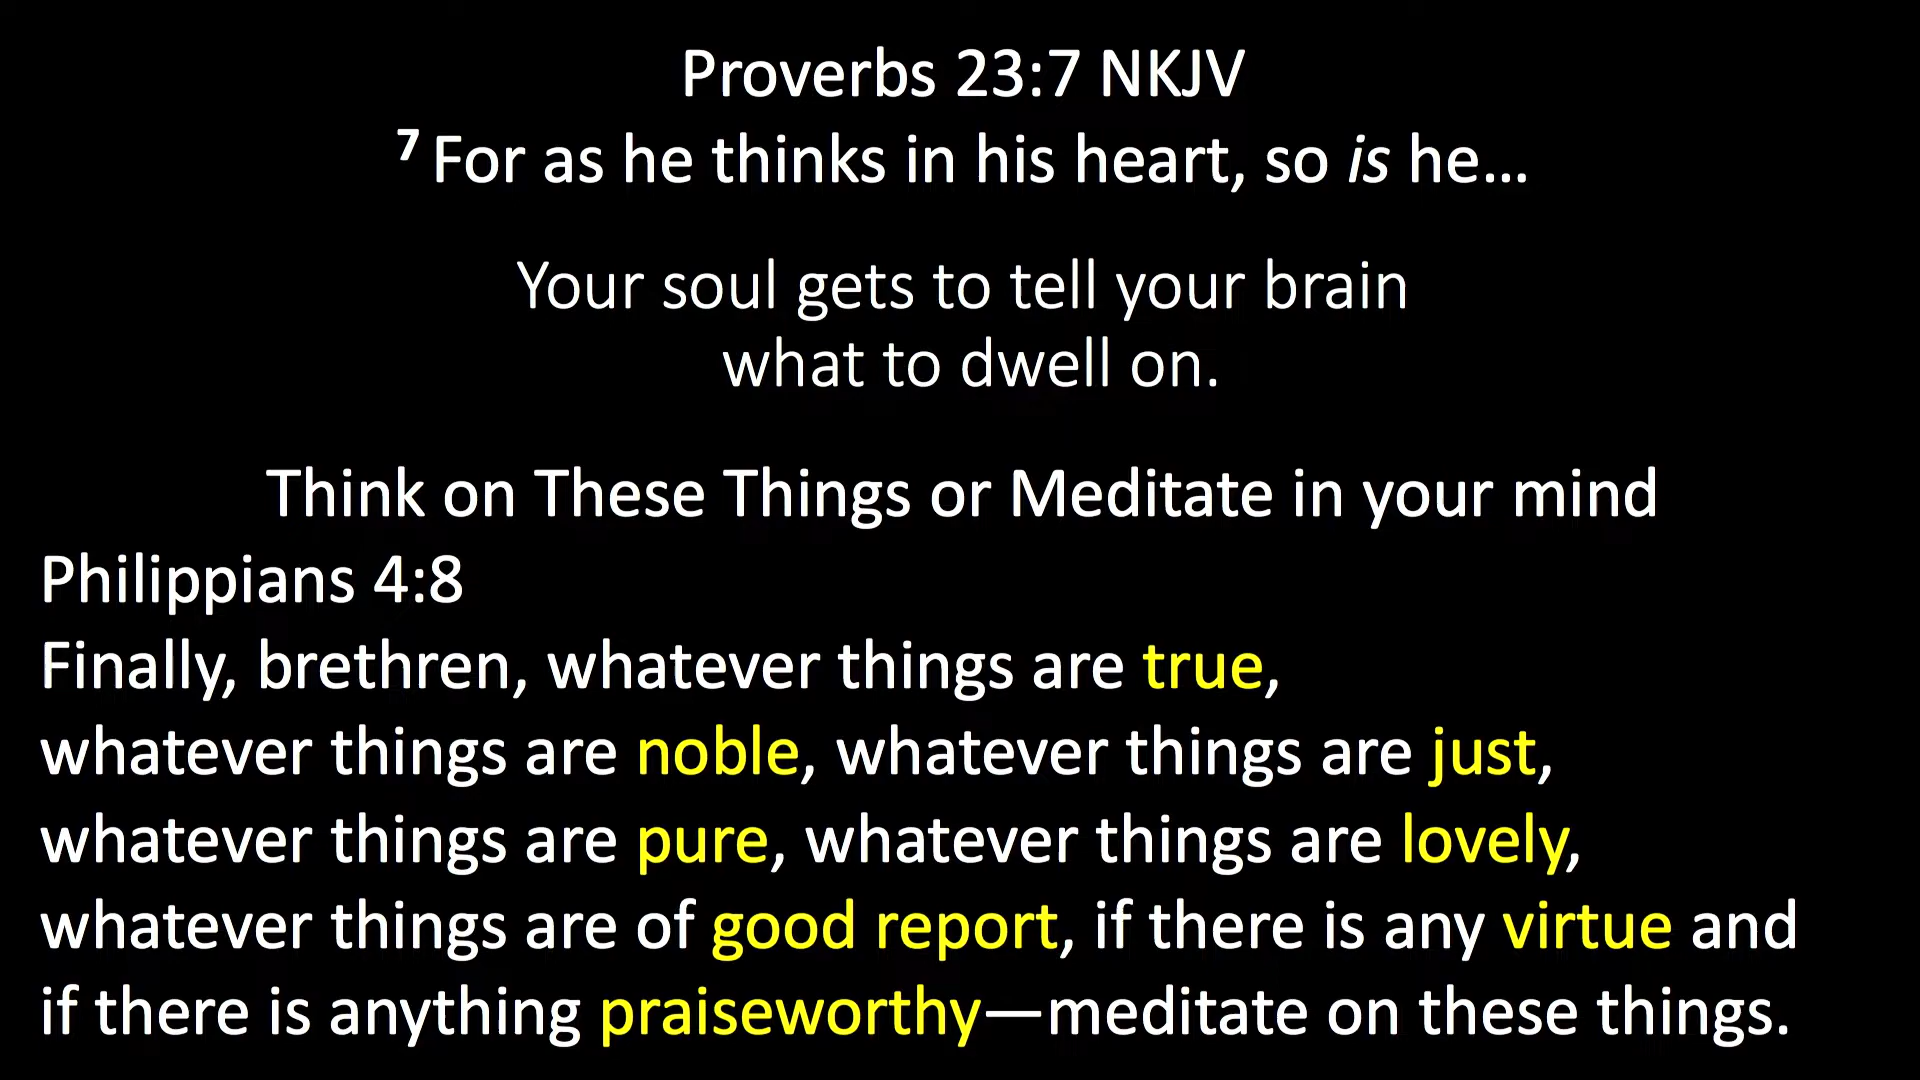 Proverbs 23:7 NKJV
7 For as he thinks in his heart, so is he...
Your soul gets to tell your brain
what to dwell on.
Think on These Things or Meditate in your mind
Philippians 4:8
Finally, brethren, whatever things are true,
whatever things are noble, whatever things are just,
whatever things are pure, whatever things are lovely,
whatever things are of good report, if there is any virtue and
if there is anything praiseworthy—meditate on these things.